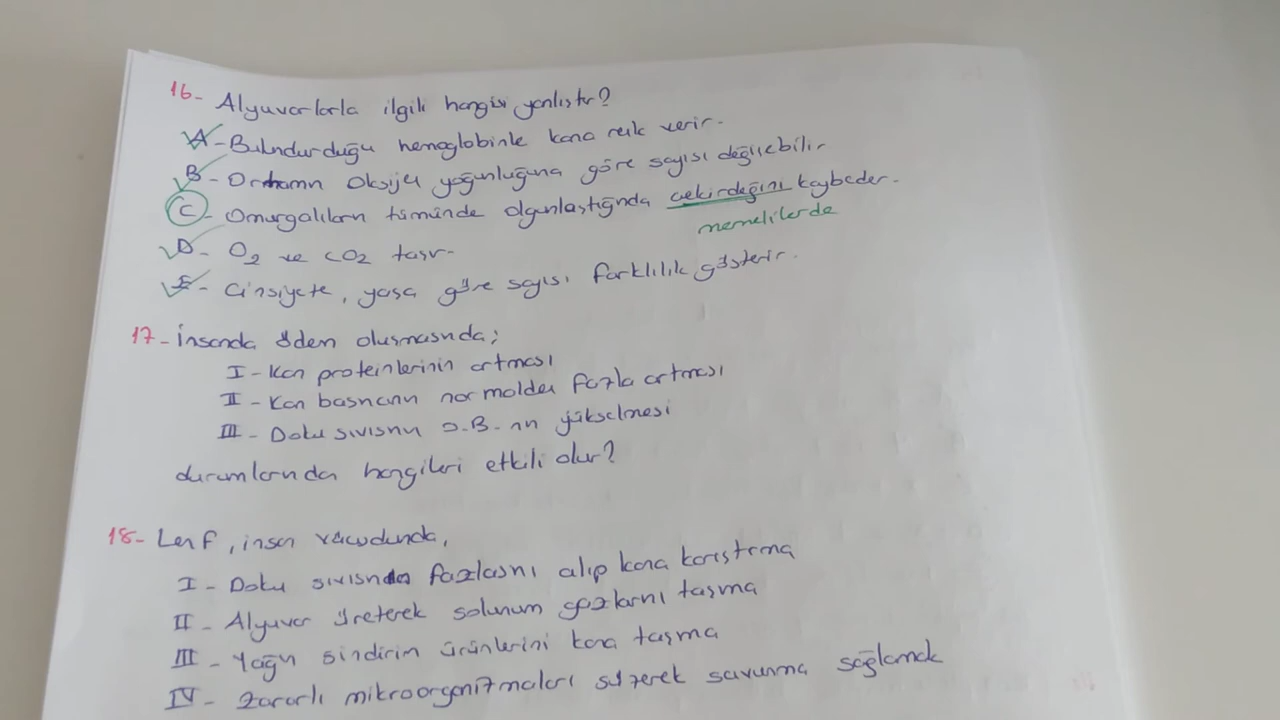 16- Alyuvarlarla ilgili hangisi yanlıştır?
A- Bulundurduğu hemoglobinle kana renk verir.
B- Ortamın Oksijen yoğunluğuna göre sayısı değişebilir
C- Omurgalıların tümünde olgunlaştığında çekirdeğini kaybeder.
memelilerde
D- O2 ve CO2 taşır-
E- Cinsiyete, yaşa göre sayısı farklılık gösterir.
17- İnsanda ödem oluşmasında;
I- Kan proteinlerinin artması
II- Kan basıncının normalden fazla artması
III- Doku sıvısının O.B.-nın yükselmesi
durumlarından hangileri etkili olur?
18- Lenf, insan vücudunda,
I- Doku sıvısının fazlasını alıp kana karıştırma
II- Alyuvar üreterek solunum gazlarını taşıma
III- Yağın sindirim ürünlerini kana taşıma
IV- Zararlı mikroorganizmaları süzerek savunma sağlamak